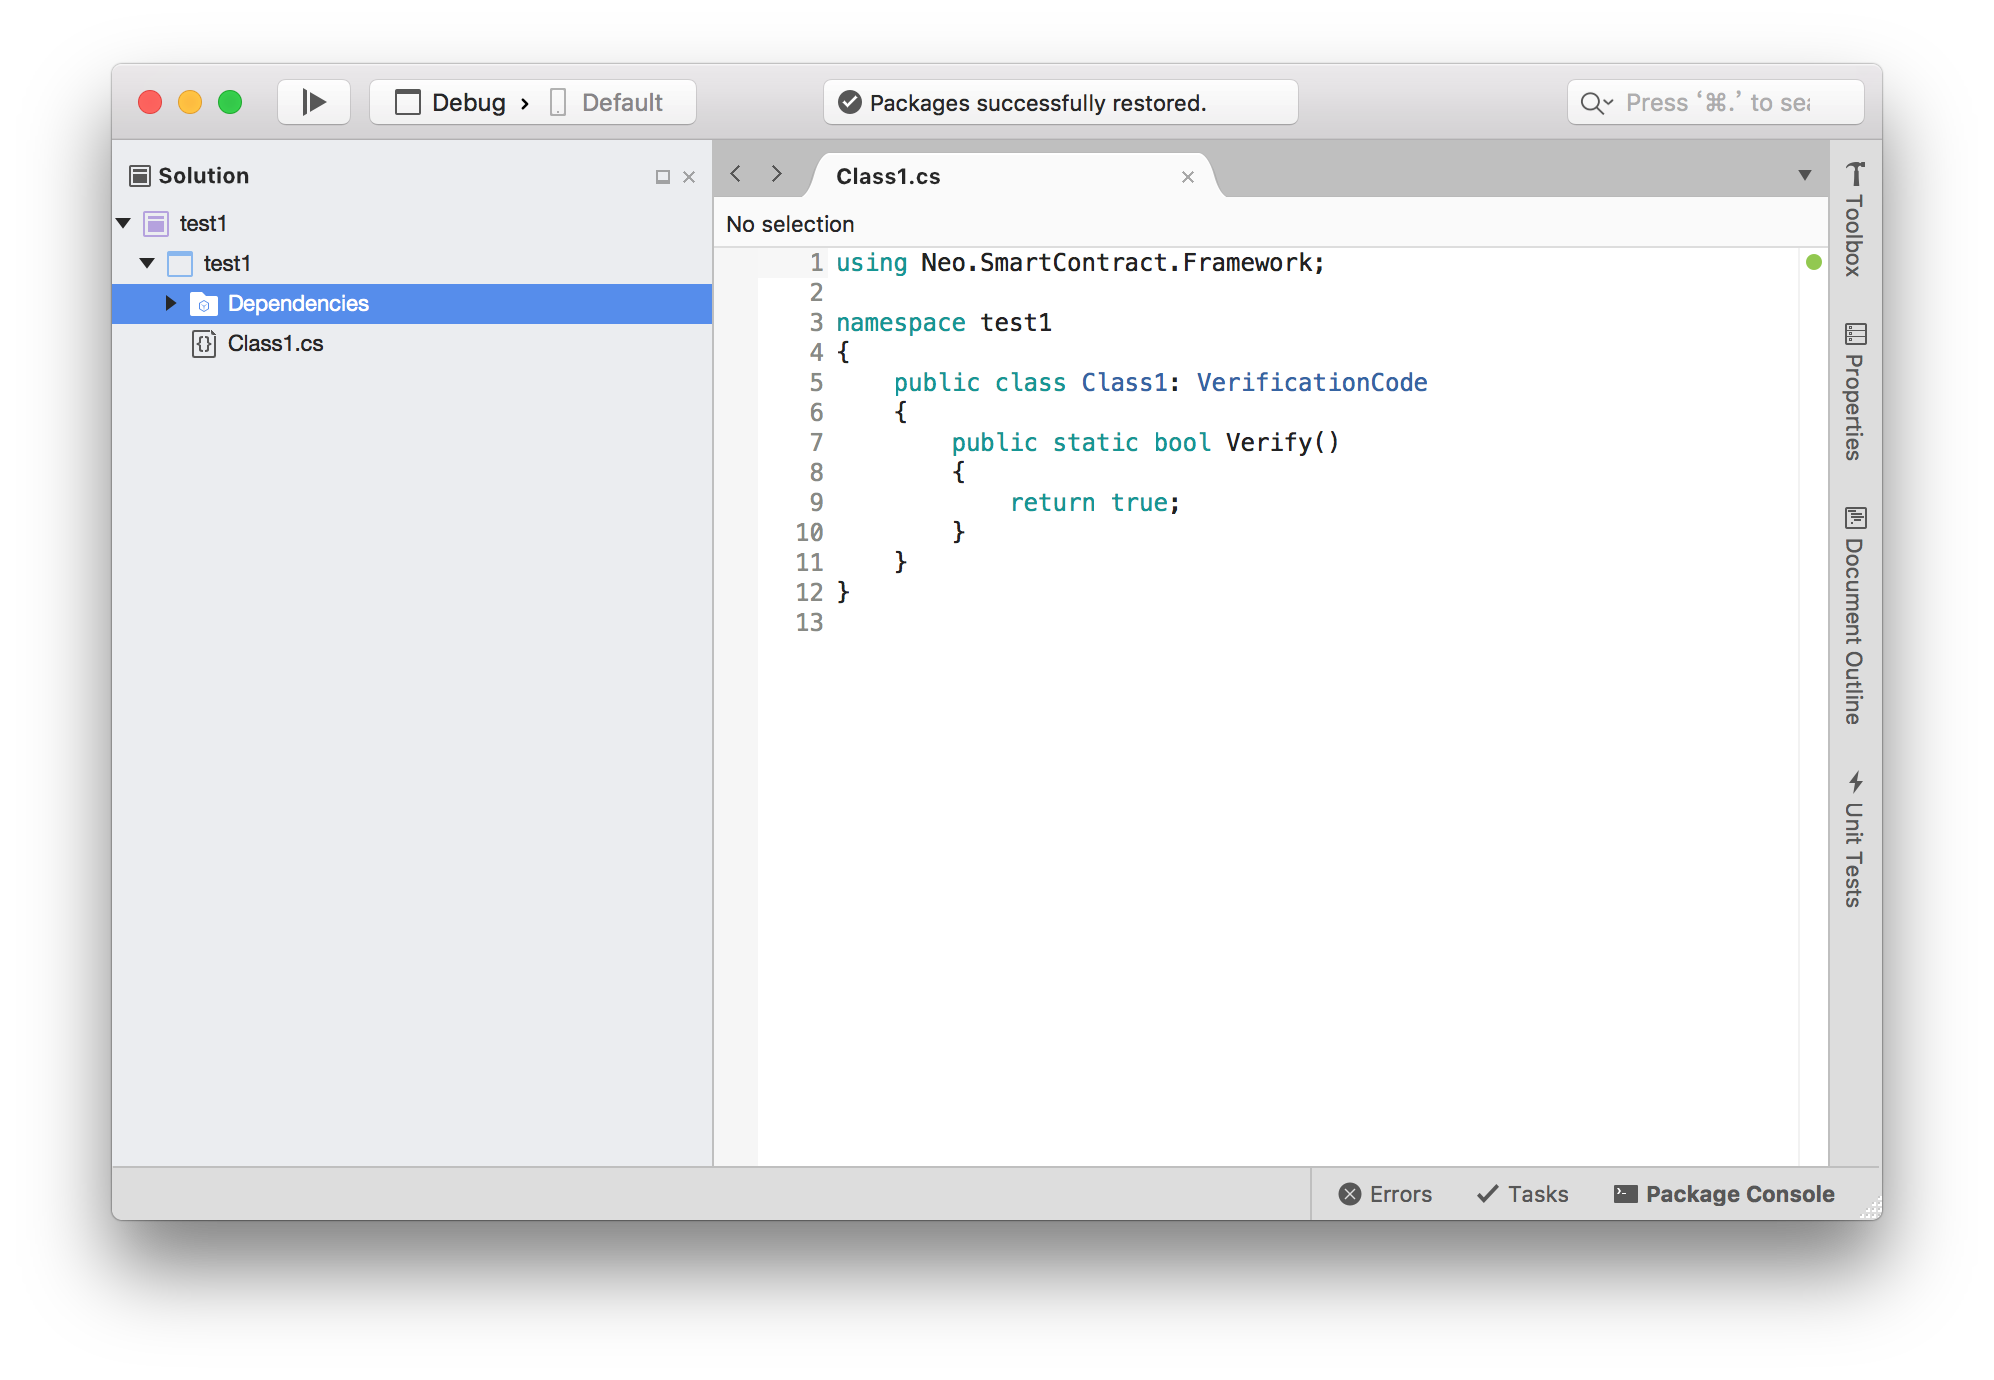 Debug › Default
Packages successfully restored.
Press ‘⌘.’ to sea
Solution
test1
test1
Dependencies
Class1.cs
Class1.cs
No selection
1 using Neo.SmartContract.Framework;
2
3 namespace test1
4 {
5     public class Class1: VerificationCode
6     {
7         public static bool Verify()
8         {
9             return true;
10         }
11     }
12 }
13
Toolbox
Properties
Document Outline
Unit Tests
Errors
Tasks
Package Console